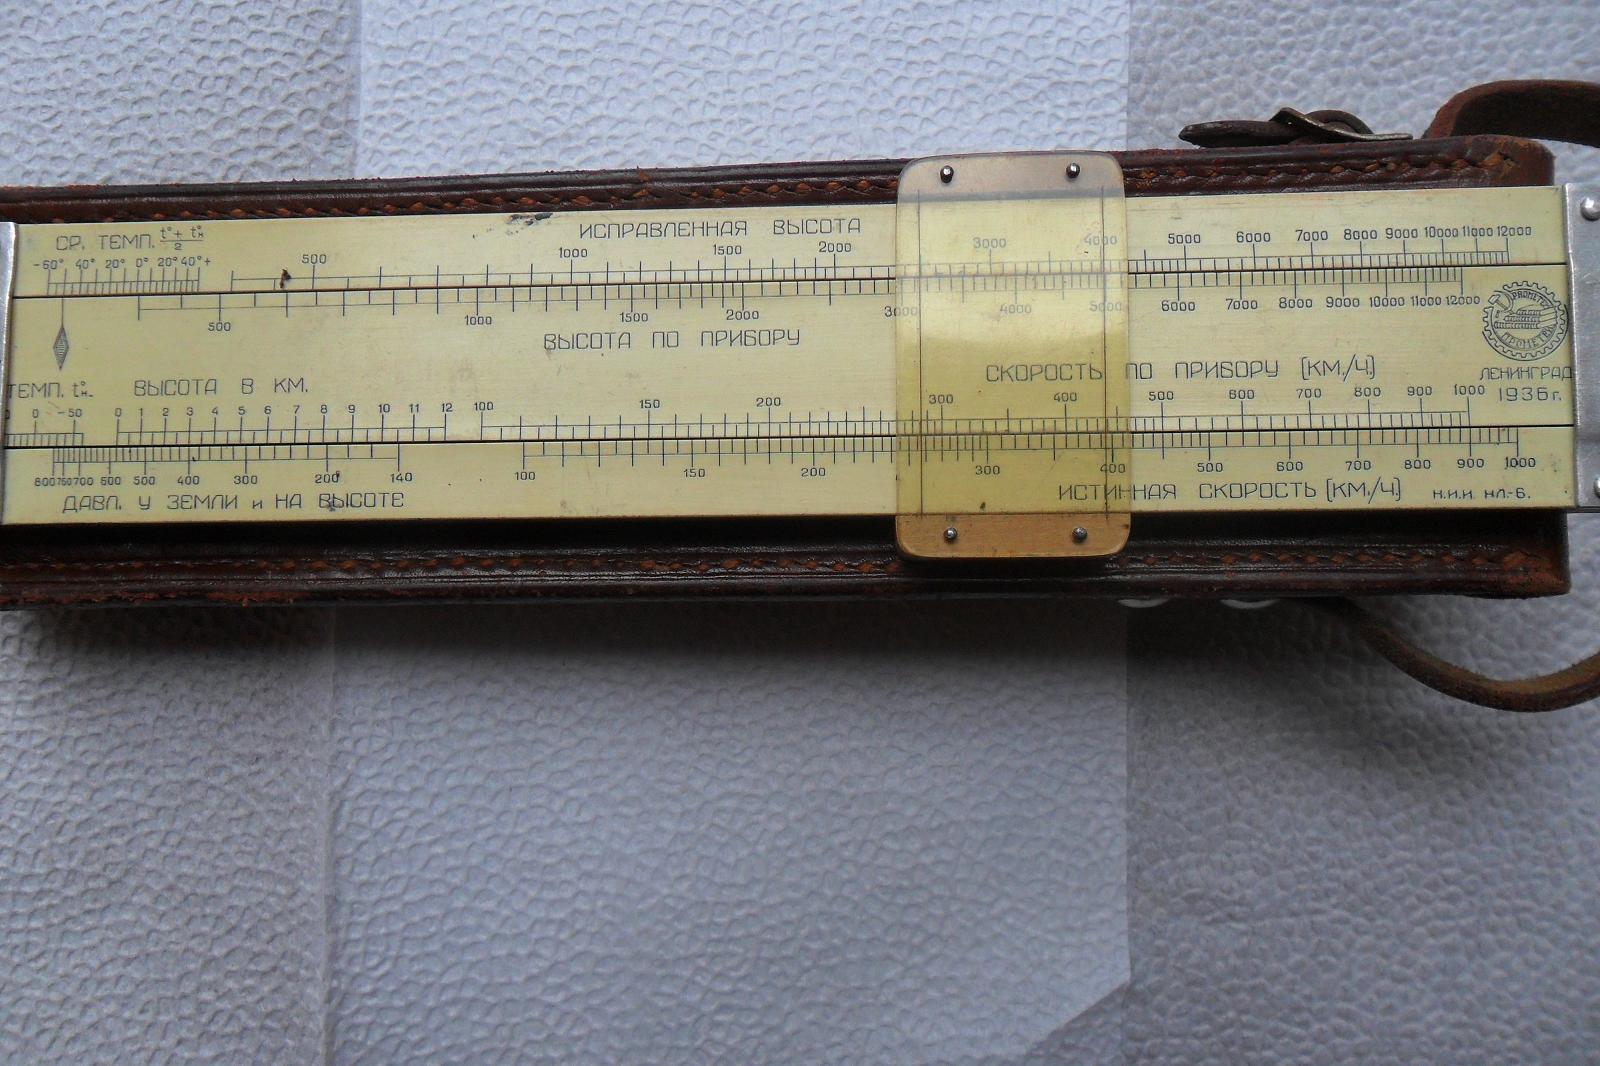 СР. ТЕМП. t°+t°н / 2
ИСПРАВЛЕННАЯ ВЫСОТА
-60° 40° 20° 0° 20° 40°+
500 1000 1500 2000 3000 4000 5000 6000 7000 8000 9000 10000 11000 12000
500 1000 1500 2000 3000 4000 5000 6000 7000 8000 9000 10000 11000 12000
ВЫСОТА ПО ПРИБОРУ
PROMETEJ
ПРОМЕТЕЙ
СКОРОСТЬ ПО ПРИБОРУ (КМ./Ч.)
ЛЕНИНГРАД
1936 г.
ТЕМП. t°н.
ВЫСОТА В КМ.
0 -50
0 1 2 3 4 5 6 7 8 9 10 11 12
100 150 200 300 400 500 600 700 800 900 1000
800 760 700 600 500 400 300 200 140
100 150 200 300 400 500 600 700 800 900 1000
ДАВЛ. У ЗЕМЛИ и НА ВЫСОТЕ
ИСТИННАЯ СКОРОСТЬ (КМ./Ч.)
Н.И.И. НЛ-6.